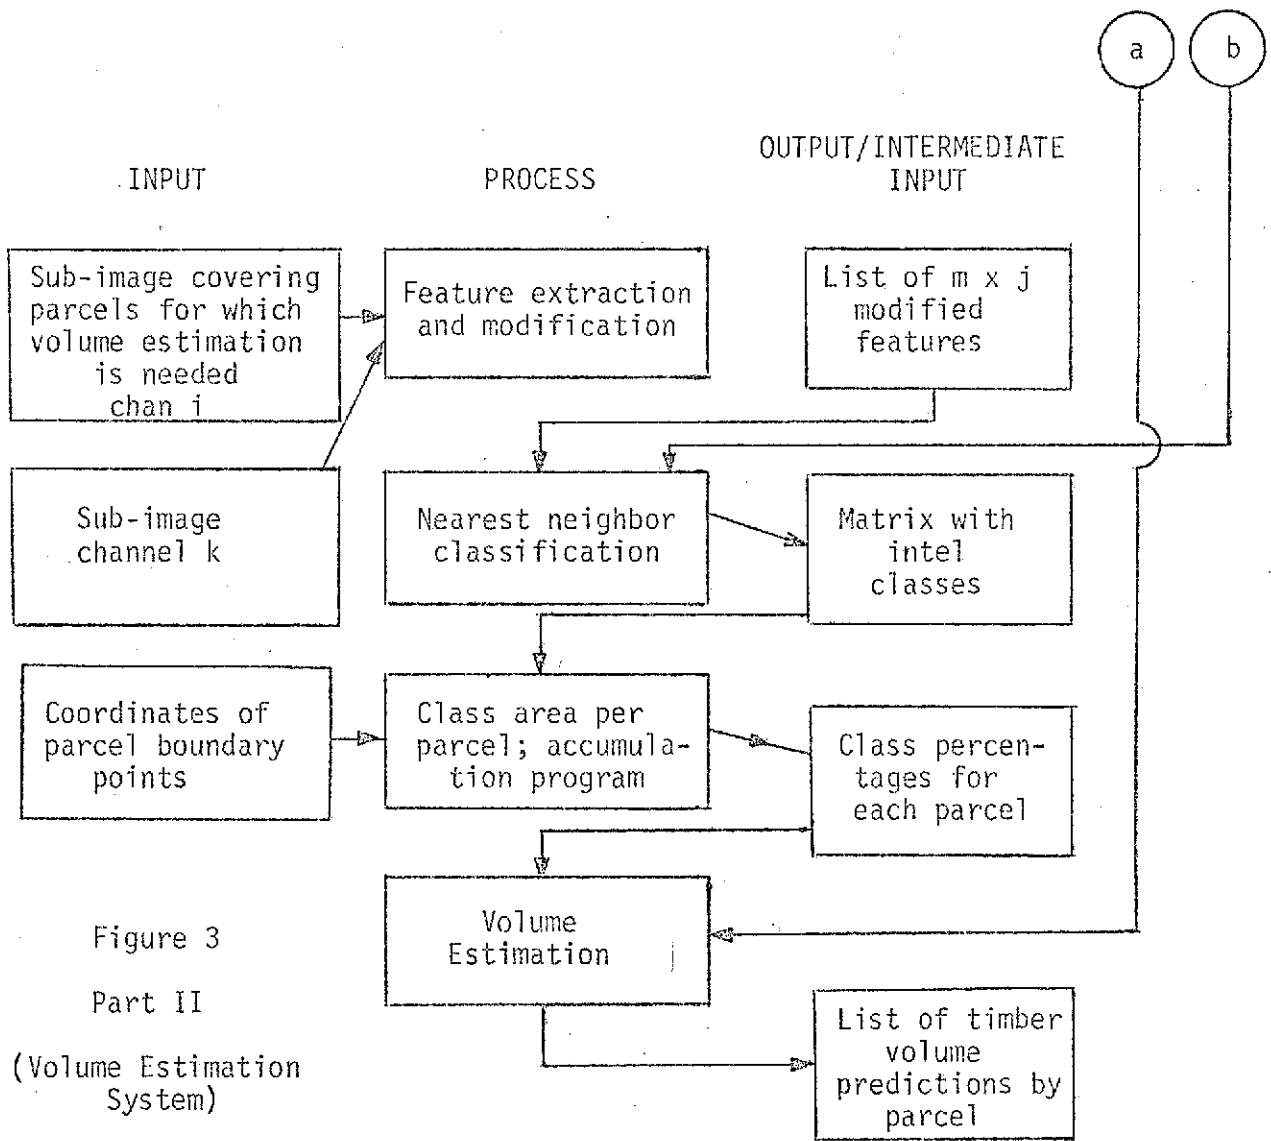 a
b
INPUT
PROCESS
OUTPUT/INTERMEDIATE
INPUT
Sub-image covering
parcels for which
volume estimation
is needed
chan i
Feature extraction
and modification
List of m x j
modified
features
Sub-image
channel k
Nearest neighbor
classification
Matrix with
intel
classes
Coordinates of
parcel boundary
points
Class area per
parcel; accumula-
tion program
Class percen-
tages for
each parcel
Volume
Estimation
List of timber
volume
predictions by
parcel
Figure 3
Part II
(Volume Estimation
System)